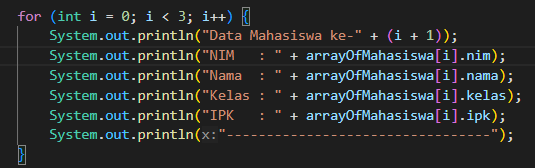 for (int i = 0; i < 3; i++) {
    System.out.println("Data Mahasiswa ke-" + (i + 1));
    System.out.println("NIM   : " + arrayOfMahasiswa[i].nim);
    System.out.println("Nama  : " + arrayOfMahasiswa[i].nama);
    System.out.println("Kelas : " + arrayOfMahasiswa[i].kelas);
    System.out.println("IPK   : " + arrayOfMahasiswa[i].ipk);
    System.out.println(x:"---------------------------------");
}